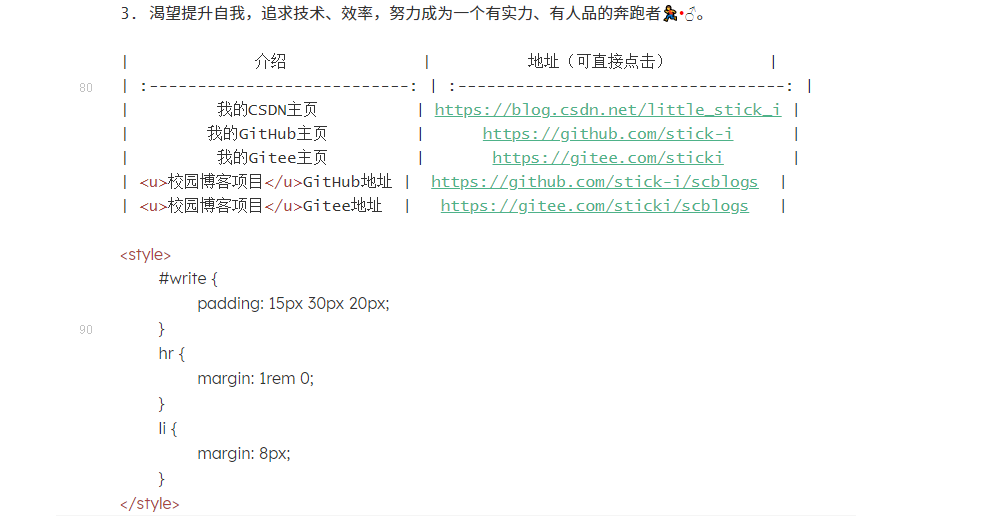 3. 渴望提升自我，追求技术、效率，努力成为一个有实力、有人品的奔跑者🏃•♂。
|             介绍              |          地址（可直接点击）           |
80 | :---------------------------: | :----------------------------------: |
|         我的CSDN主页          | https://blog.csdn.net/little_stick_i |
|        我的GitHub主页         |      https://github.com/stick-i      |
|         我的Gitee主页         |       https://gitee.com/sticki       |
| <u>校园博客项目</u>GitHub地址 |  https://github.com/stick-i/scblogs  |
| <u>校园博客项目</u>Gitee地址  |   https://gitee.com/sticki/scblogs   |
<style>
#write {
padding: 15px 30px 20px;
90 }
hr {
margin: 1rem 0;
}
li {
margin: 8px;
}
</style>